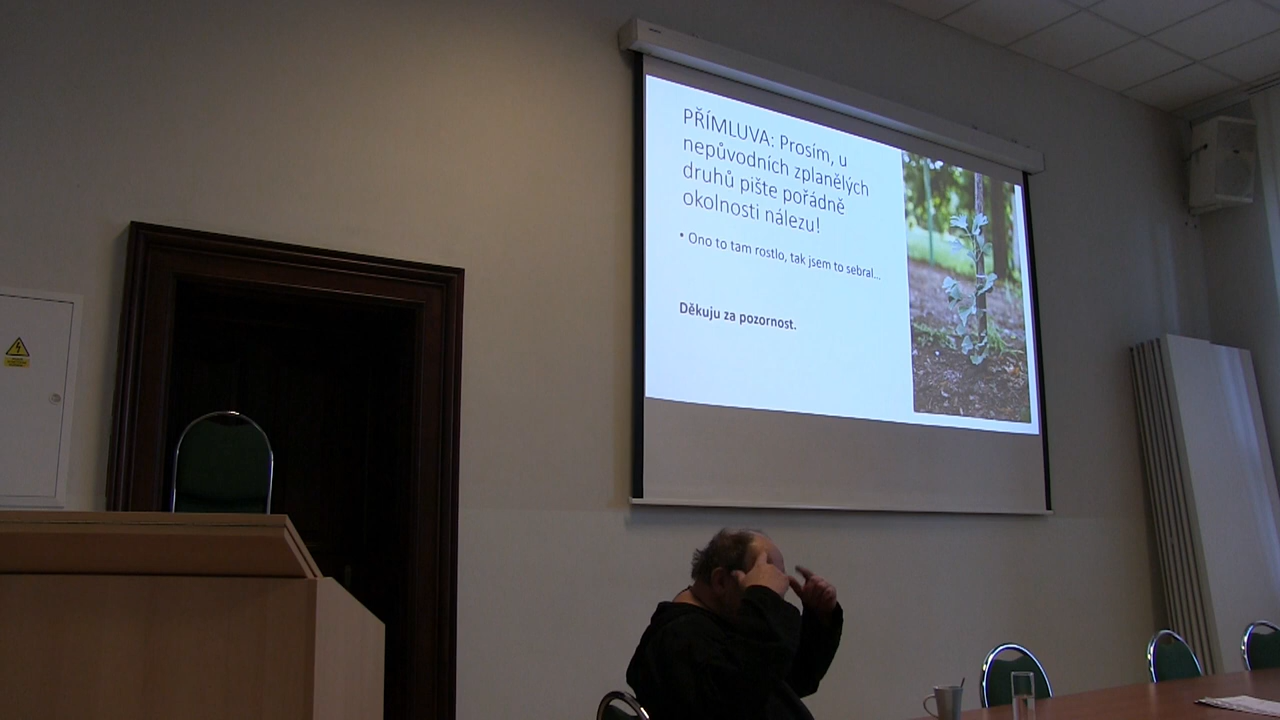 PŘÍMLUVA: Prosím, u
nepůvodních zplanělých
druhů pište pořádně
okolnosti nálezu!
• Ono to tam rostlo, tak jsem to sebral...
Děkuju za pozornost.